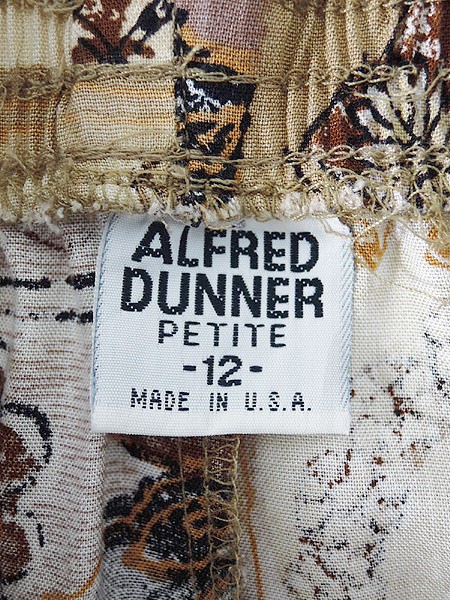 ALFRED
DUNNER
PETITE
-12-
MADE IN U.S.A.